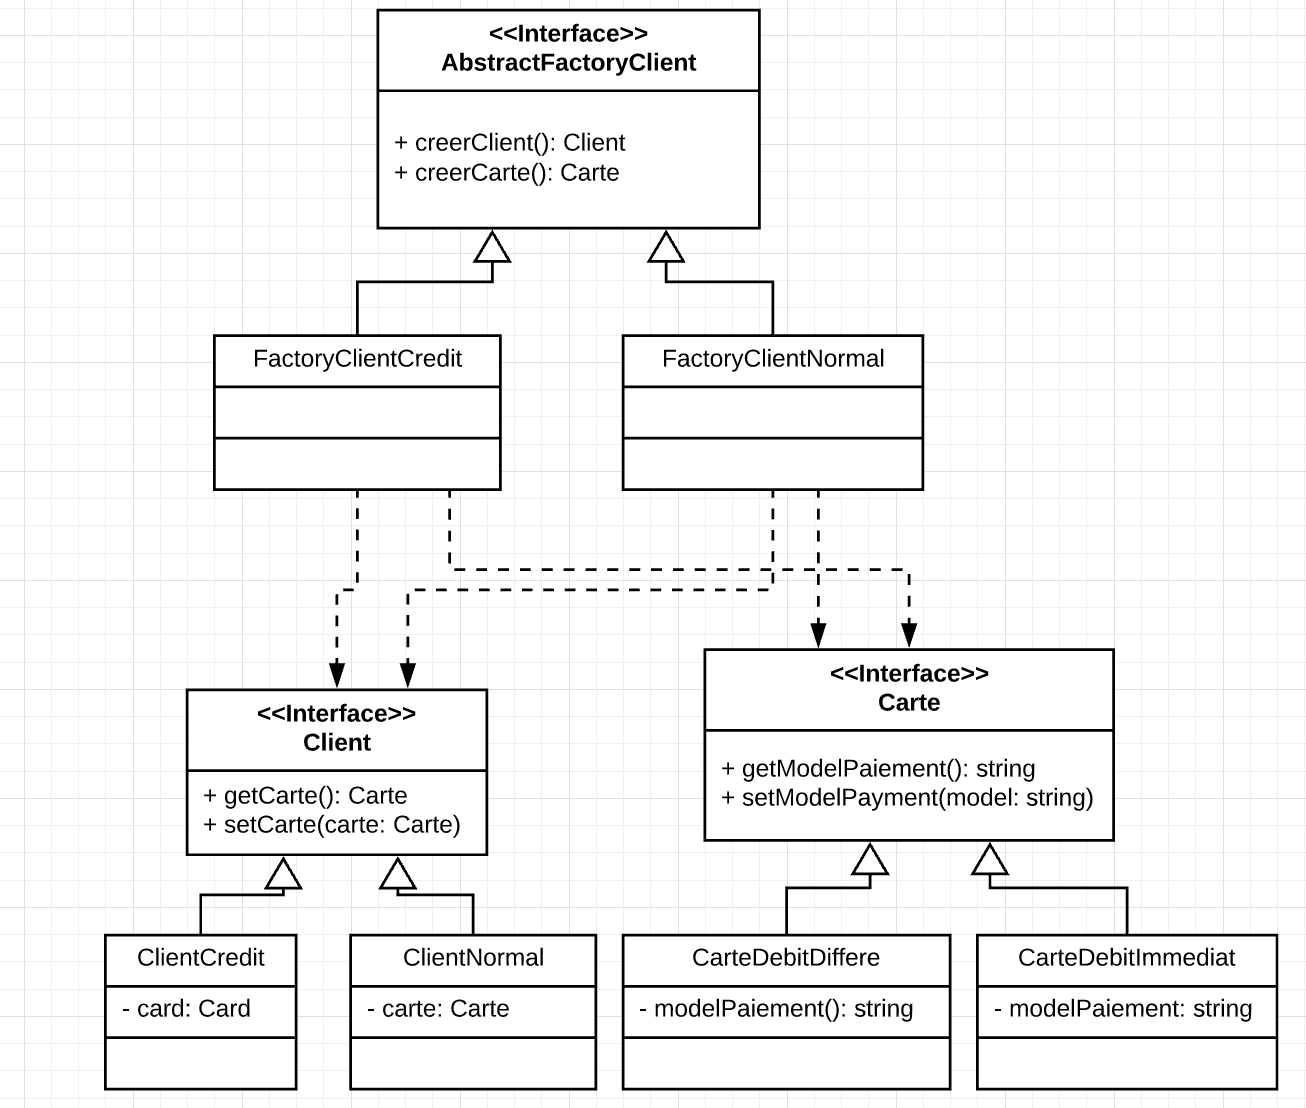 <<Interface>>
AbstractFactoryClient
+ creerClient(): Client
+ creerCarte(): Carte
FactoryClientCredit
FactoryClientNormal
<<Interface>>
Client
+ getCarte(): Carte
+ setCarte(carte: Carte)
<<Interface>>
Carte
+ getModelPaiement(): string
+ setModelPayment(model: string)
ClientCredit
- card: Card
ClientNormal
- carte: Carte
CarteDebitDiffere
- modelPaiement(): string
CarteDebitImmediat
- modelPaiement: string